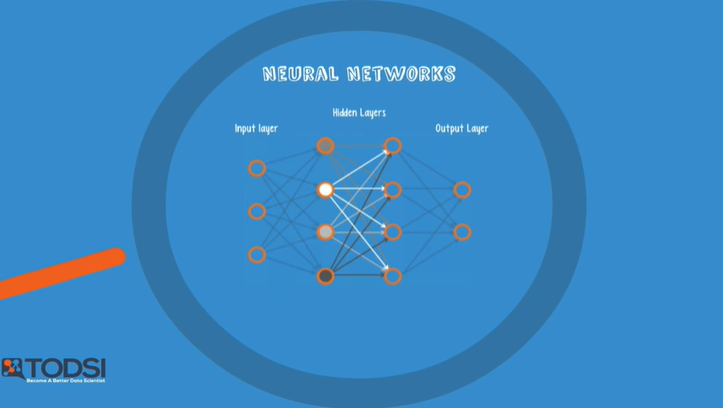 NEURAL NETWORKS
Hidden Layers
Input layer
Output Layer
TODSI
Become A Better Data Scientist